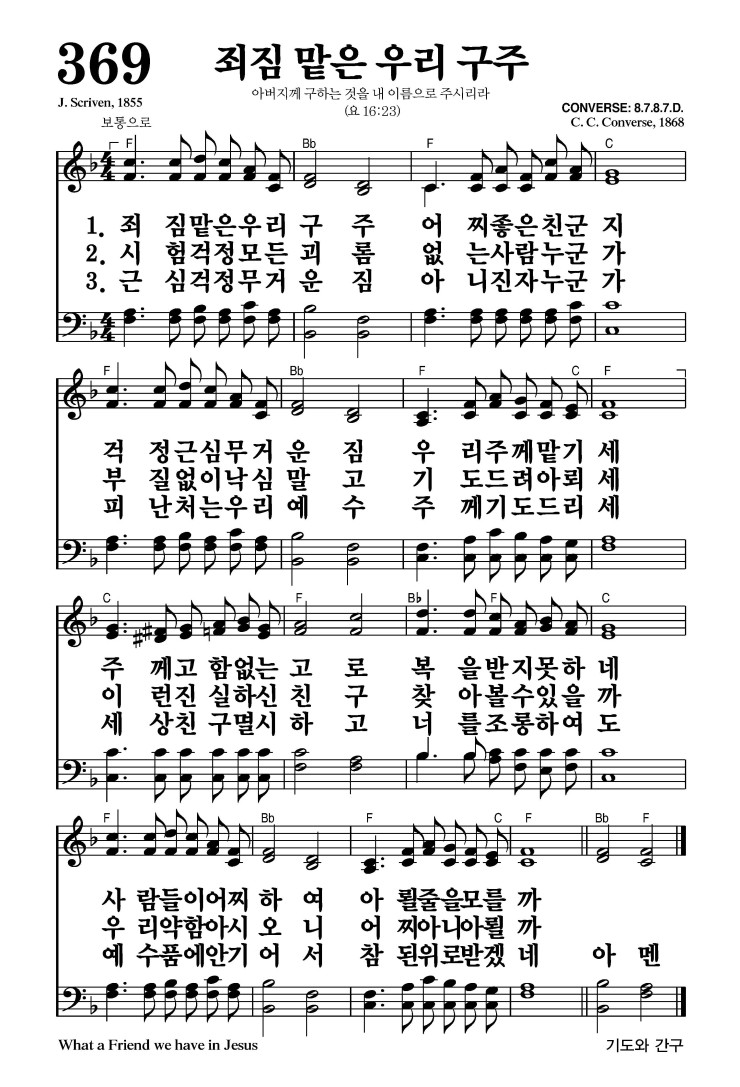 369
죄짐 맡은 우리 구주
아버지께 구하는 것을 내 이름으로 주시리라
(요 16:23)
J. Scriven, 1855
CONVERSE: 8.7.8.7.D.
보통으로
C. C. Converse, 1868
F Bb F C
4
4
1. 죄 짐맡은우리 구 주 어 찌좋은친군 지
2. 시 험걱정모든 괴 롬 없 는사람누군 가
3. 근 심걱정무거 운 짐 아 니진자누군 가
4
4
F Bb F C F
걱 정근심무거 운 짐 우 리주께맡기 세
부 질없이낙심 말 고 기 도드려아뢰 세
피 난처는우리 예 수 주 께기도드리 세
C F Bb F C
주 께고 함없는 고 로 복 을받지못하 네
이 런진 실하신 친 구 찾 아볼수있을 까
세 상친 구멸시 하 고 너 를조롱하여 도
F Bb F C F Bb F
사 람들이어찌 하 여 아 뢸줄을모를 까
우 리약함아시 오 니 어 찌아니아뢸 까
예 수품에안기 어 서 참 된위로받겠 네 아 멘
What a Friend we have in Jesus
기도와 간구